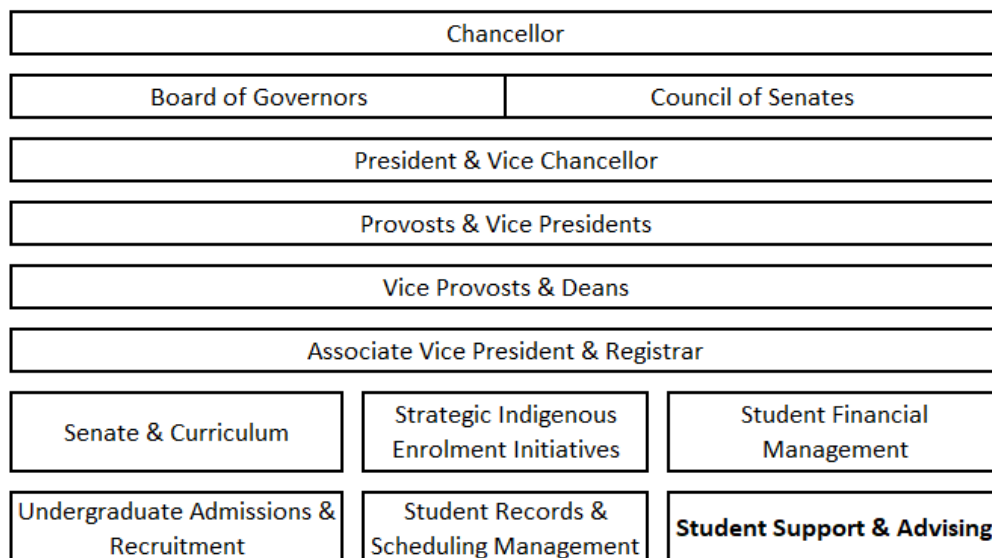 Chancellor
Board of Governors
Council of Senates
President & Vice Chancellor
Provosts & Vice Presidents
Vice Provosts & Deans
Associate Vice President & Registrar
Senate & Curriculum
Strategic Indigenous
Enrolment Initiatives
Student Financial
Management
Undergraduate Admissions &
Recruitment
Student Records &
Scheduling Management
Student Support & Advising